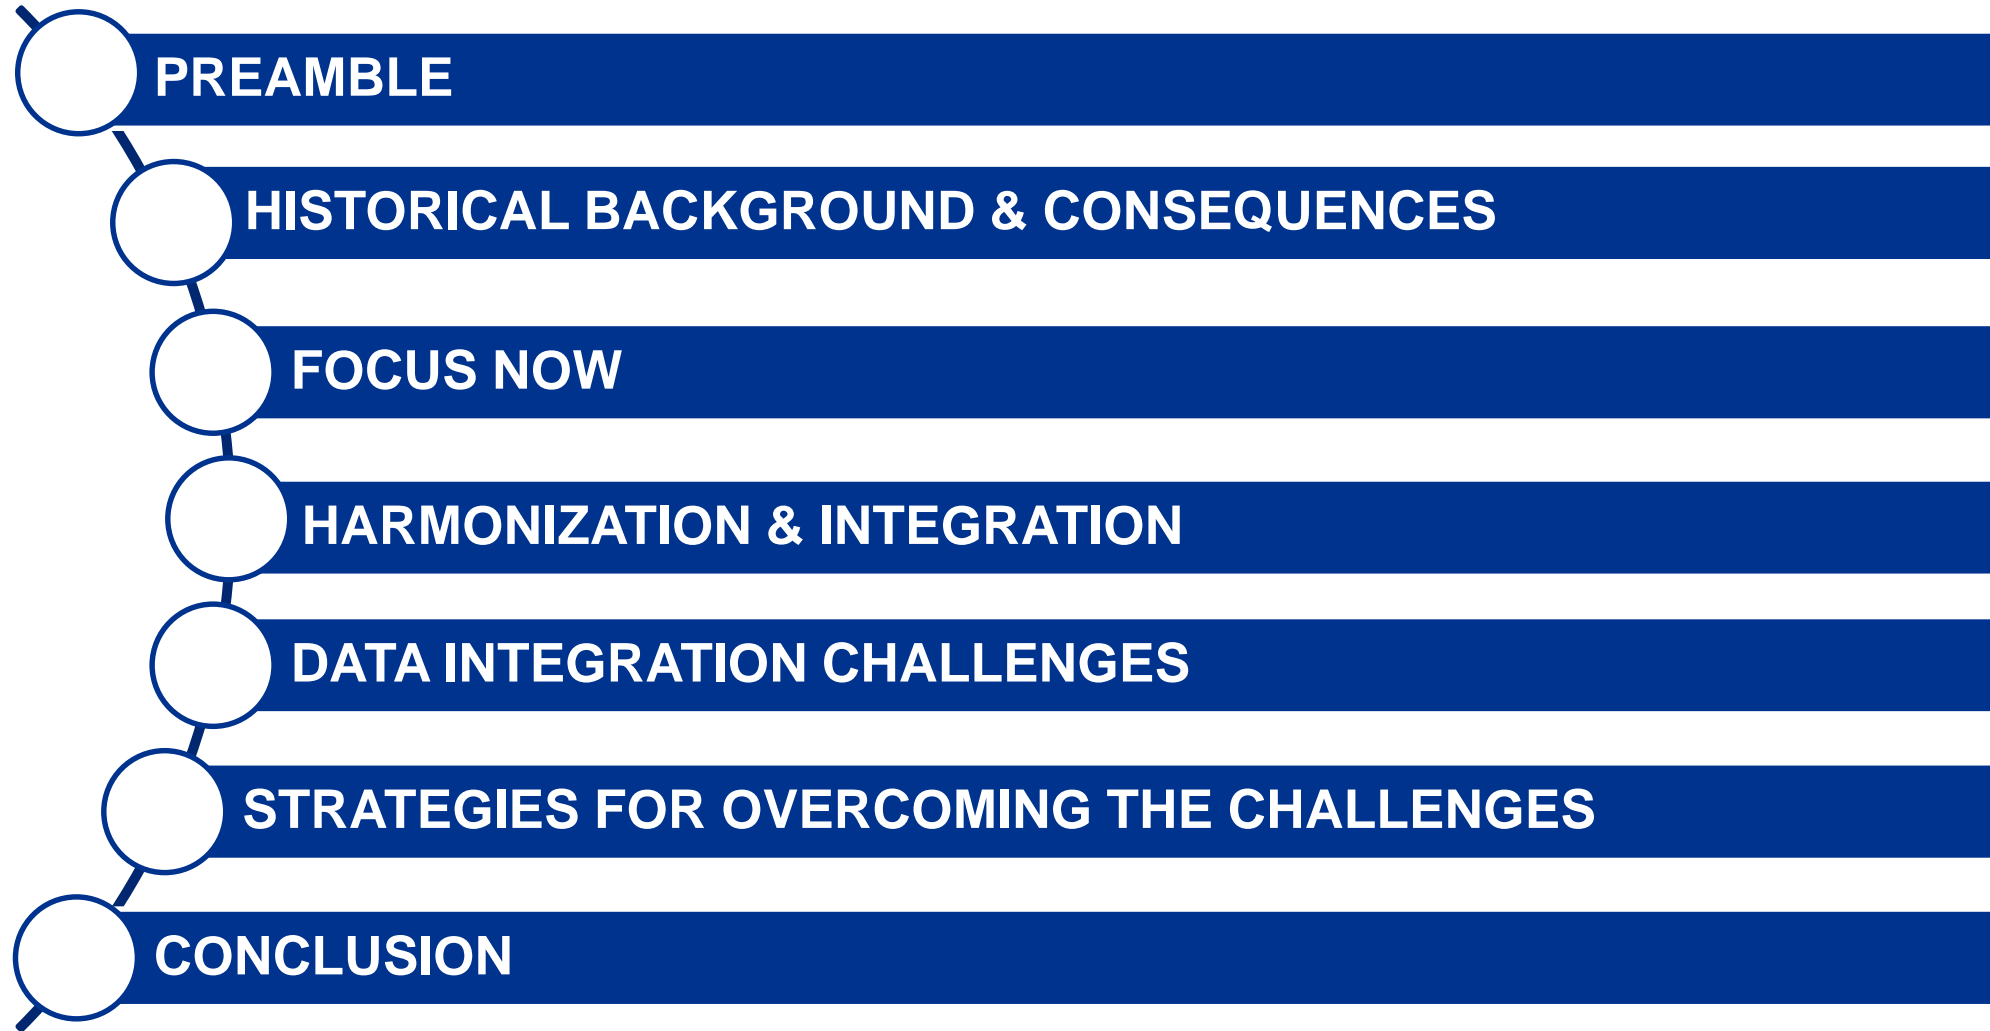 PREAMBLE
HISTORICAL BACKGROUND & CONSEQUENCES
FOCUS NOW
HARMONIZATION & INTEGRATION
DATA INTEGRATION CHALLENGES
STRATEGIES FOR OVERCOMING THE CHALLENGES
CONCLUSION